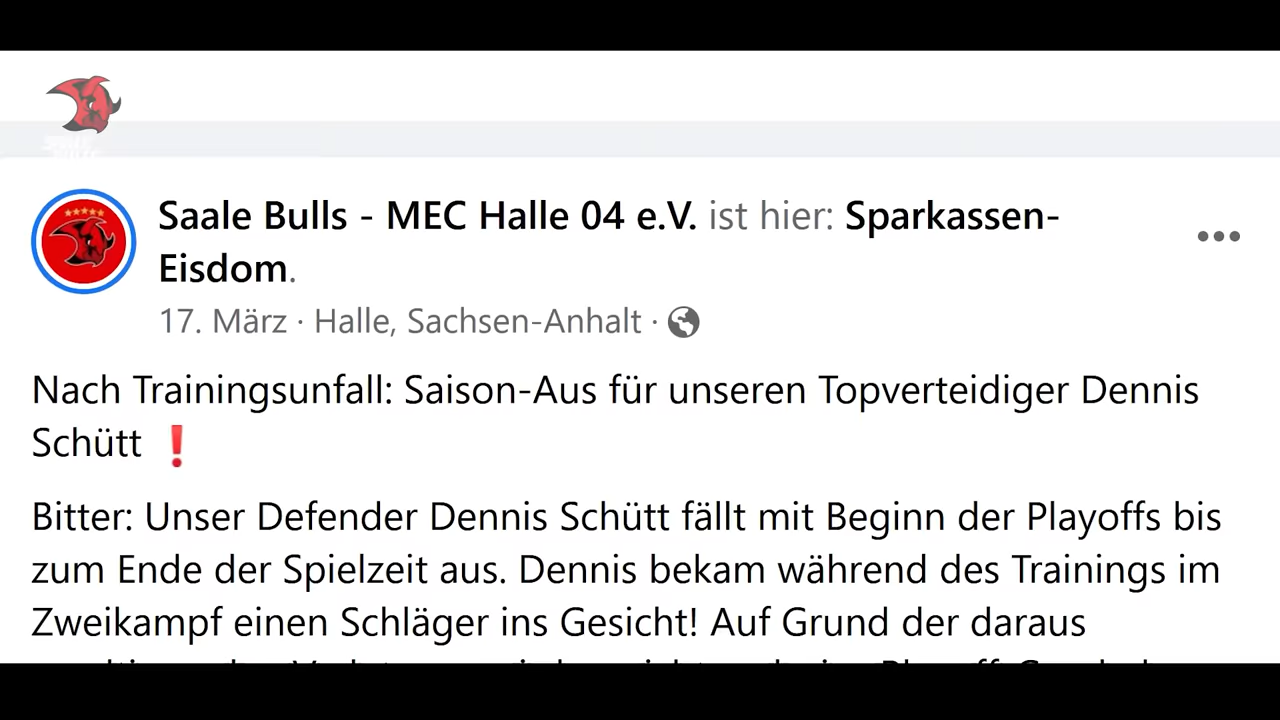 Saale Bulls - MEC Halle 04 e.V. ist hier: Sparkassen-
Eisdom.
17. März · Halle, Sachsen-Anhalt ·
Nach Trainingsunfall: Saison-Aus für unseren Topverteidiger Dennis
Schütt ❗
Bitter: Unser Defender Dennis Schütt fällt mit Beginn der Playoffs bis
zum Ende der Spielzeit aus. Dennis bekam während des Trainings im
Zweikampf einen Schläger ins Gesicht! Auf Grund der daraus